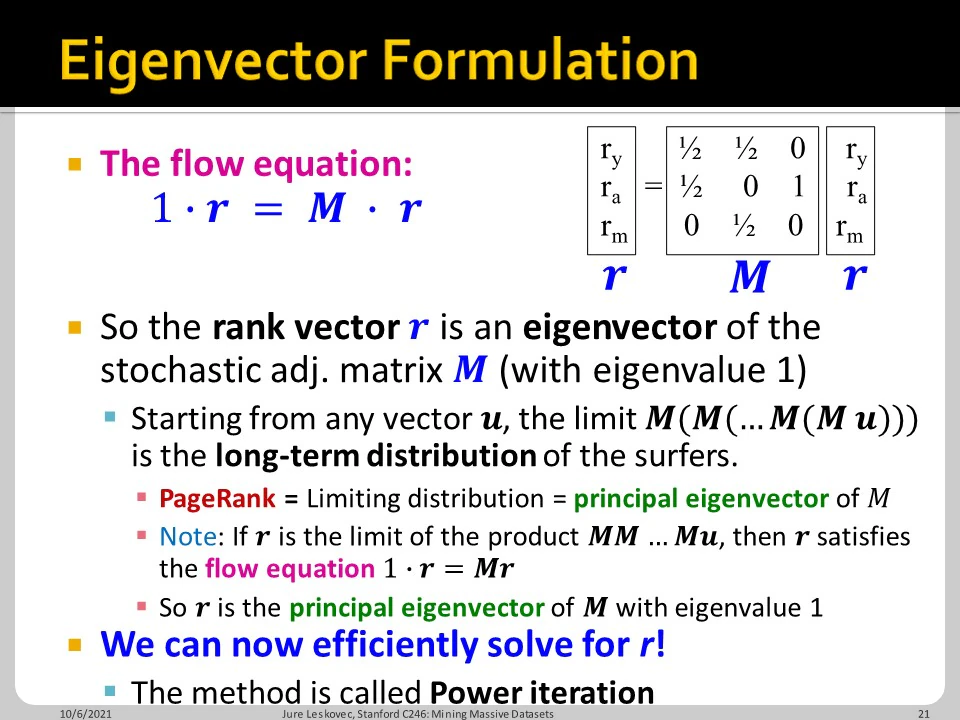 Eigenvector Formulation
The flow equation:
1 · r = M · r
r_y ½ ½ 0 r_y
r_a = ½ 0 1 r_a
r_m 0 ½ 0 r_m
r M r
So the rank vector r is an eigenvector of the
stochastic adj. matrix M (with eigenvalue 1)
Starting from any vector u, the limit M(M(…M(M u)))
is the long-term distribution of the surfers.
PageRank = Limiting distribution = principal eigenvector of M
Note: If r is the limit of the product MM … Mu, then r satisfies
the flow equation 1 · r = Mr
So r is the principal eigenvector of M with eigenvalue 1
We can now efficiently solve for r!
The method is called Power iteration
10/6/2021 Jure Leskovec, Stanford C246: Mining Massive Datasets 21